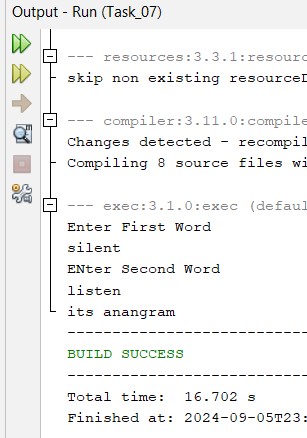 Output - Run (Task_07)
--- resources:3.3.1:resourc
skip non existing resourceD
--- compiler:3.11.0:compile
Changes detected - recompil
Compiling 8 source files wi
--- exec:3.1.0:exec (defaul
Enter First Word
silent
ENter Second Word
listen
its anangram
------------------------
BUILD SUCCESS
------------------------
Total time:  16.702 s
Finished at: 2024-09-05T23: